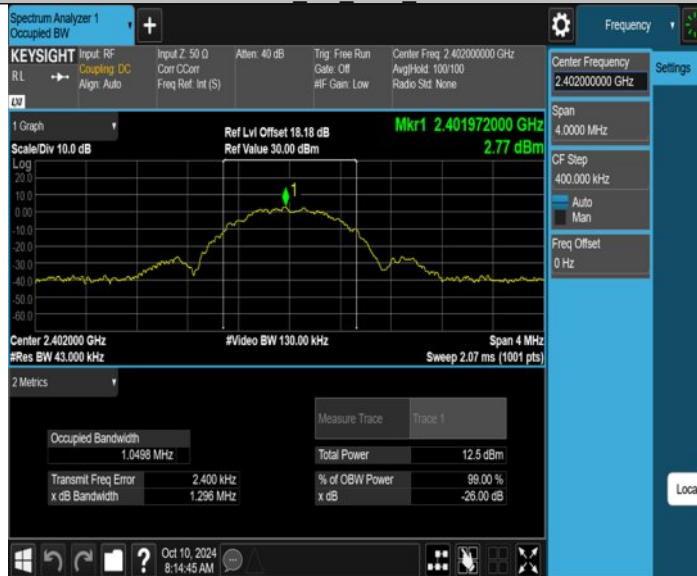 Spectrum Analyzer 1
Occupied BW
Frequency
KEYSIGHT
RL
LXI
Input: RF
Coupling: DC
Align: Auto
Input Z: 50 Ω
Corr CCorr
Freq Ref: Int (S)
Atten: 40 dB
Trig: Free Run
Gate: Off
#IF Gain: Low
Center Freq: 2.402000000 GHz
Avg|Hold: 100/100
Radio Std: None
Center Frequency
2.402000000 GHz
Settings
Span
4.0000 MHz
CF Step
400.000 kHz
Auto
Man
Freq Offset
0 Hz
1 Graph
Scale/Div 10.0 dB
Ref Lvl Offset 18.18 dB
Ref Value 30.00 dBm
Mkr1 2.401972000 GHz
2.77 dBm
Log
20.0
10.0
0.00
-10.0
-20.0
-30.0
-40.0
-50.0
-60.0
1
Center 2.402000 GHz
#Res BW 43.000 kHz
#Video BW 130.00 kHz
Span 4 MHz
Sweep 2.07 ms (1001 pts)
2 Metrics
Measure Trace
Trace 1
Occupied Bandwidth
1.0498 MHz
Total Power
12.5 dBm
Transmit Freq Error
2.400 kHz
% of OBW Power
99.00 %
x dB Bandwidth
1.296 MHz
x dB
-26.00 dB
Loca
?
Oct 10, 2024
8:14:45 AM